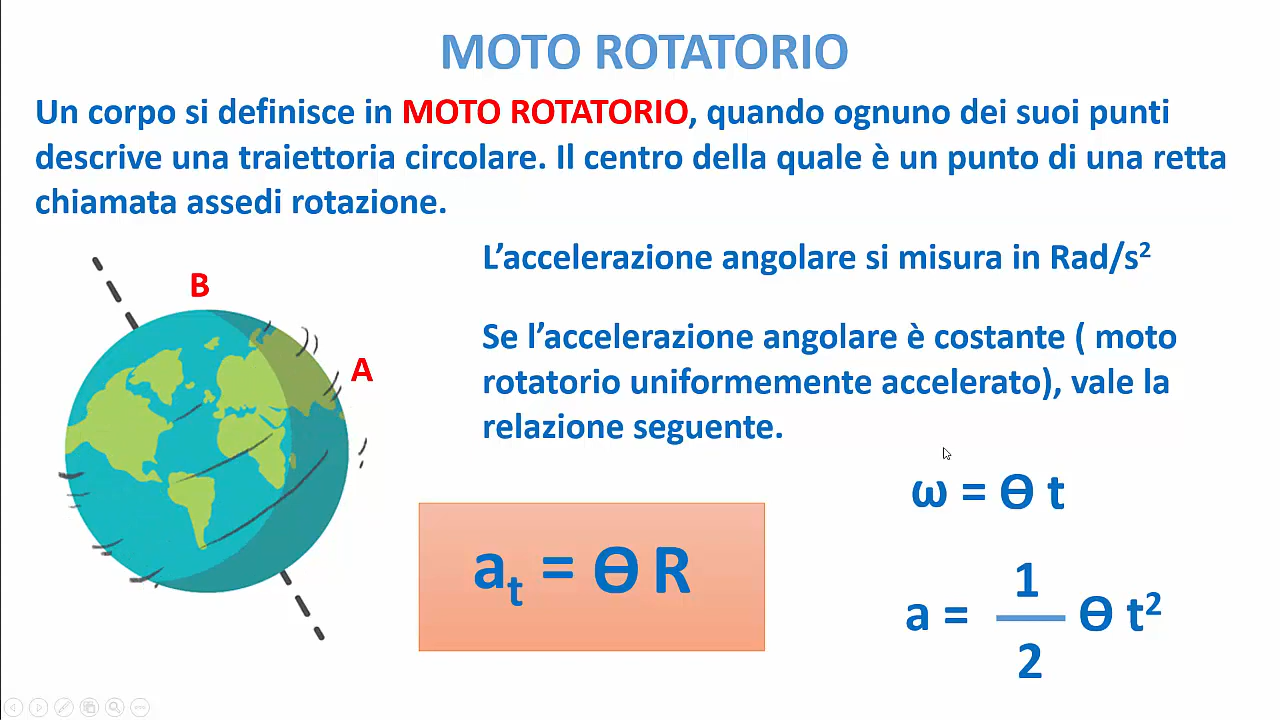 MOTO ROTATORIO
Un corpo si definisce in MOTO ROTATORIO, quando ognuno dei suoi punti
descrive una traiettoria circolare. Il centro della quale è un punto di una retta
chiamata assedi rotazione.
L’accelerazione angolare si misura in Rad/s²
B
A
Se l’accelerazione angolare è costante ( moto
rotatorio uniformemente accelerato), vale la
relazione seguente.
ω = ϴ t
aₜ = ϴ R
a = 1/2 ϴ t²